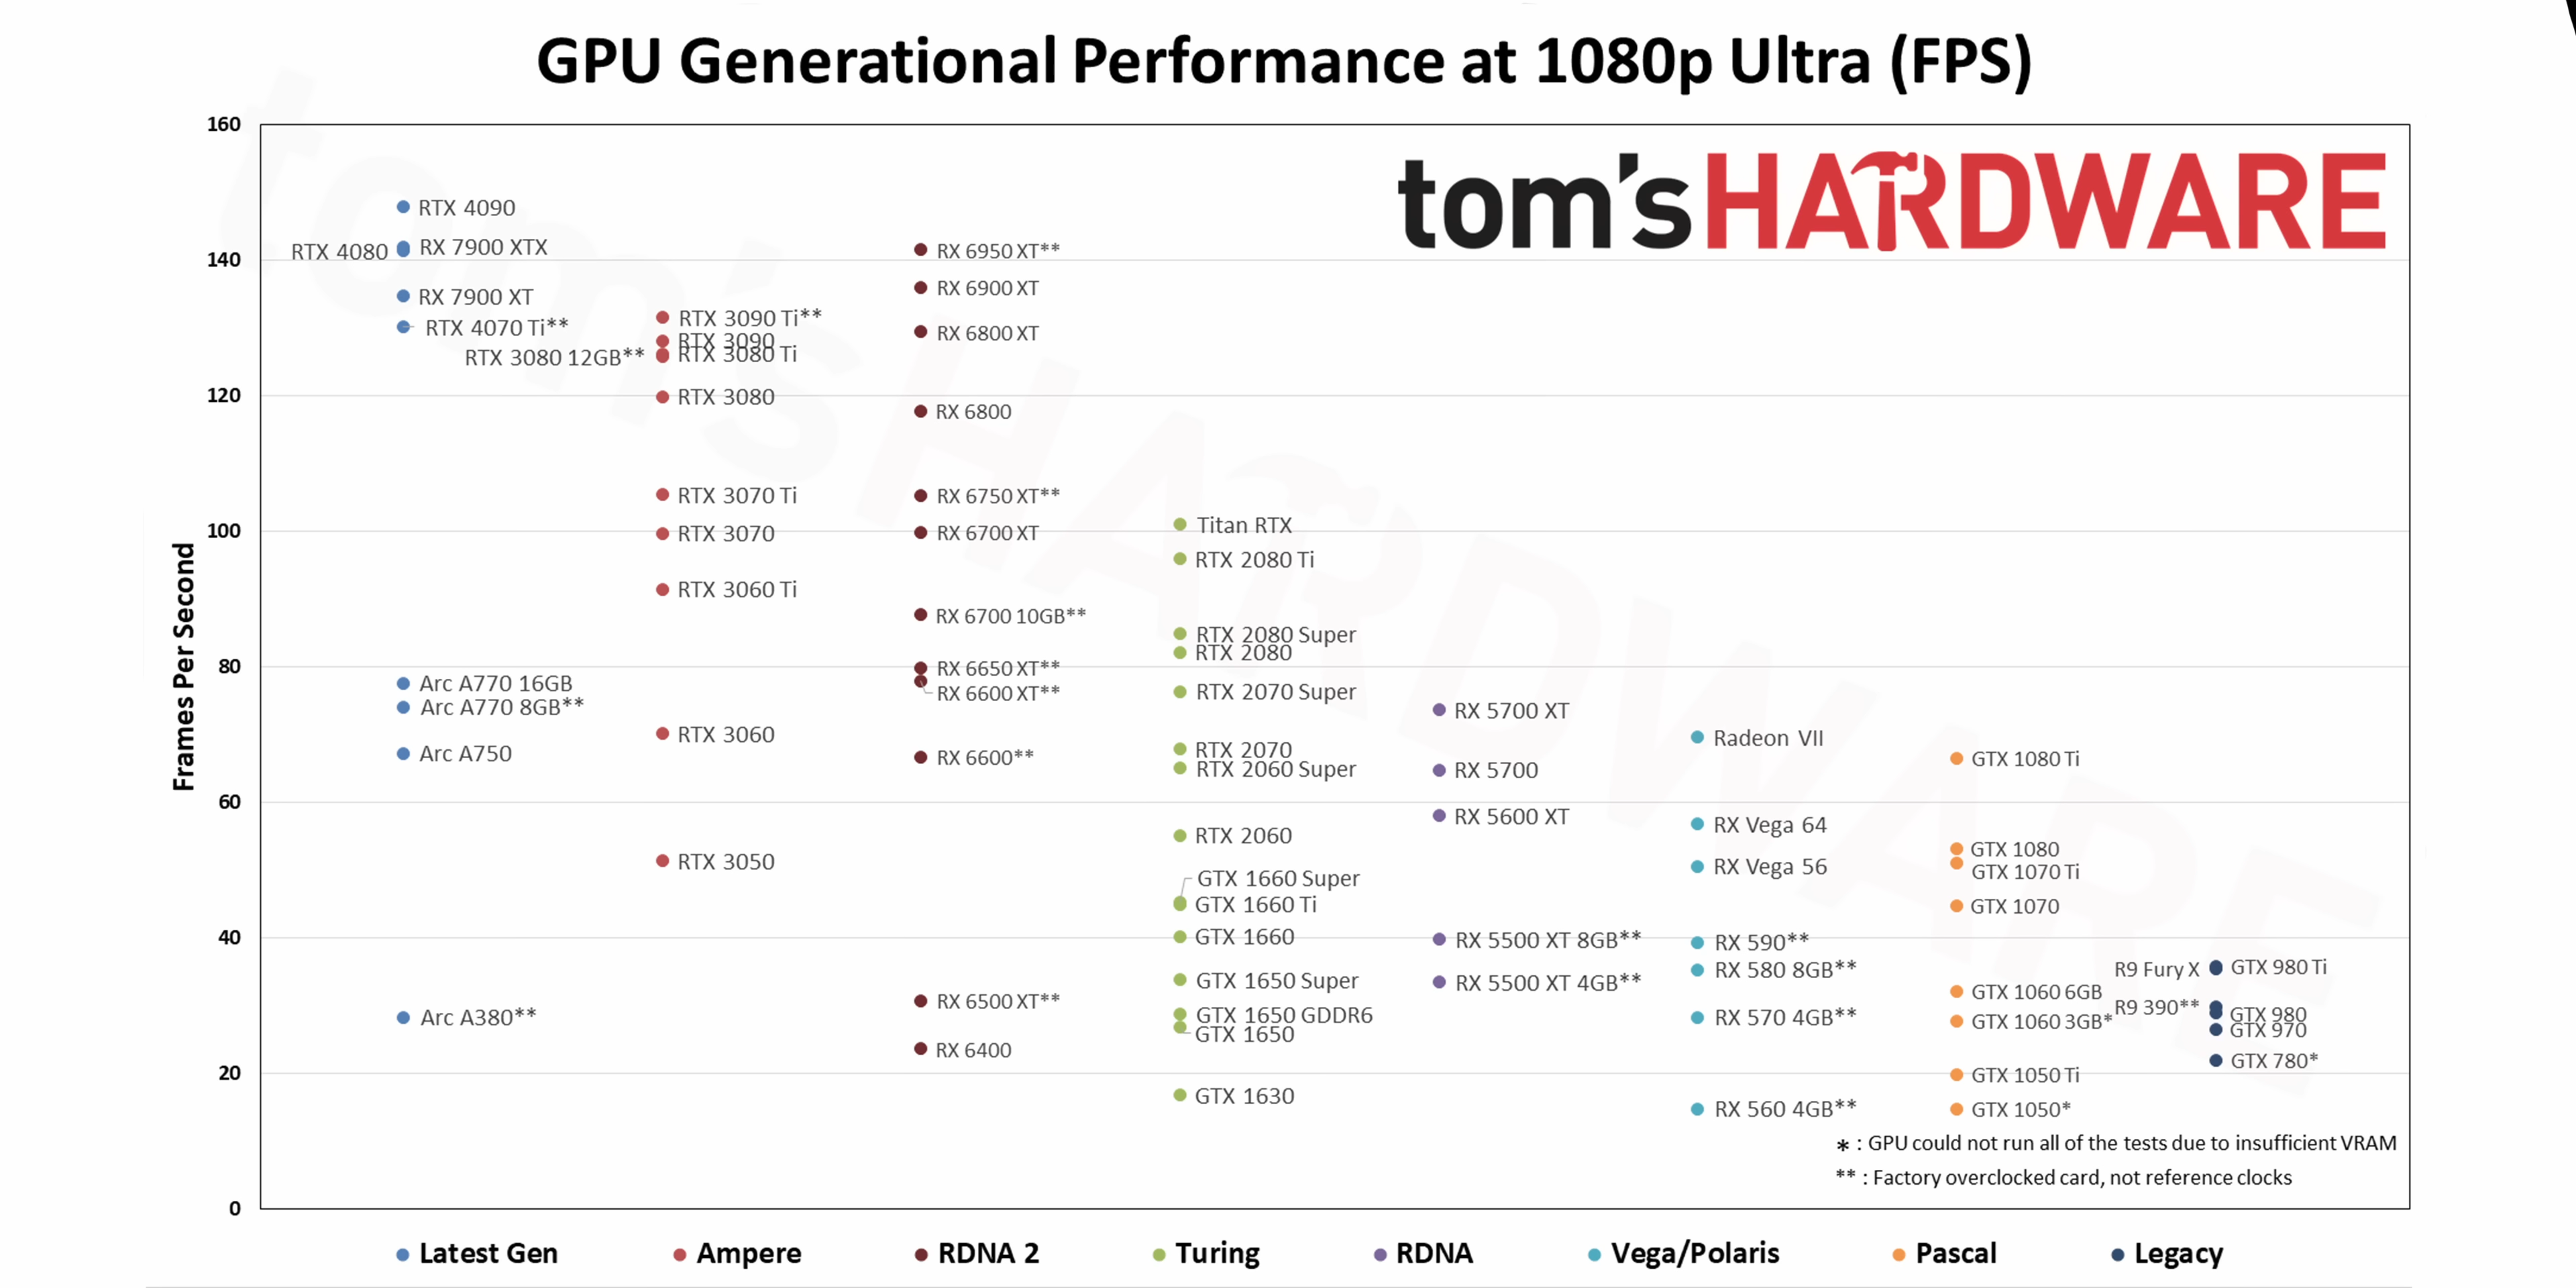 GPU Generational Performance at 1080p Ultra (FPS)
tom'sHARDWARE
Frames Per Second
160
140
120
100
80
60
40
20
0
RTX 4090
RTX 4080
RX 7900 XTX
RX 7900 XT
RTX 4070 Ti**
Arc A770 16GB
Arc A770 8GB**
Arc A750
Arc A380**
RTX 3090 Ti**
RTX 3090
RTX 3080 12GB**
RTX 3080 Ti
RTX 3080
RTX 3070 Ti
RTX 3070
RTX 3060 Ti
RTX 3060
RTX 3050
RX 6950 XT**
RX 6900 XT
RX 6800 XT
RX 6800
RX 6750 XT**
RX 6700 XT
RX 6700 10GB**
RX 6650 XT**
RX 6600 XT**
RX 6600**
RX 6500 XT**
RX 6400
Titan RTX
RTX 2080 Ti
RTX 2080 Super
RTX 2080
RTX 2070 Super
RTX 2070
RTX 2060 Super
RTX 2060
GTX 1660 Super
GTX 1660 Ti
GTX 1660
GTX 1650 Super
GTX 1650 GDDR6
GTX 1650
GTX 1630
RX 5700 XT
RX 5700
RX 5600 XT
RX 5500 XT 8GB**
RX 5500 XT 4GB**
Radeon VII
RX Vega 64
RX Vega 56
RX 590**
RX 580 8GB**
RX 570 4GB**
RX 560 4GB**
GTX 1080 Ti
GTX 1080
GTX 1070 Ti
GTX 1070
GTX 1060 6GB
GTX 1060 3GB*
GTX 1050 Ti
GTX 1050*
R9 Fury X
GTX 980 Ti
R9 390**
GTX 980
GTX 970
GTX 780*
* : GPU could not run all of the tests due to insufficient VRAM
** : Factory overclocked card, not reference clocks
Latest Gen
Ampere
RDNA 2
Turing
RDNA
Vega/Polaris
Pascal
Legacy
tom'sHARDWARE